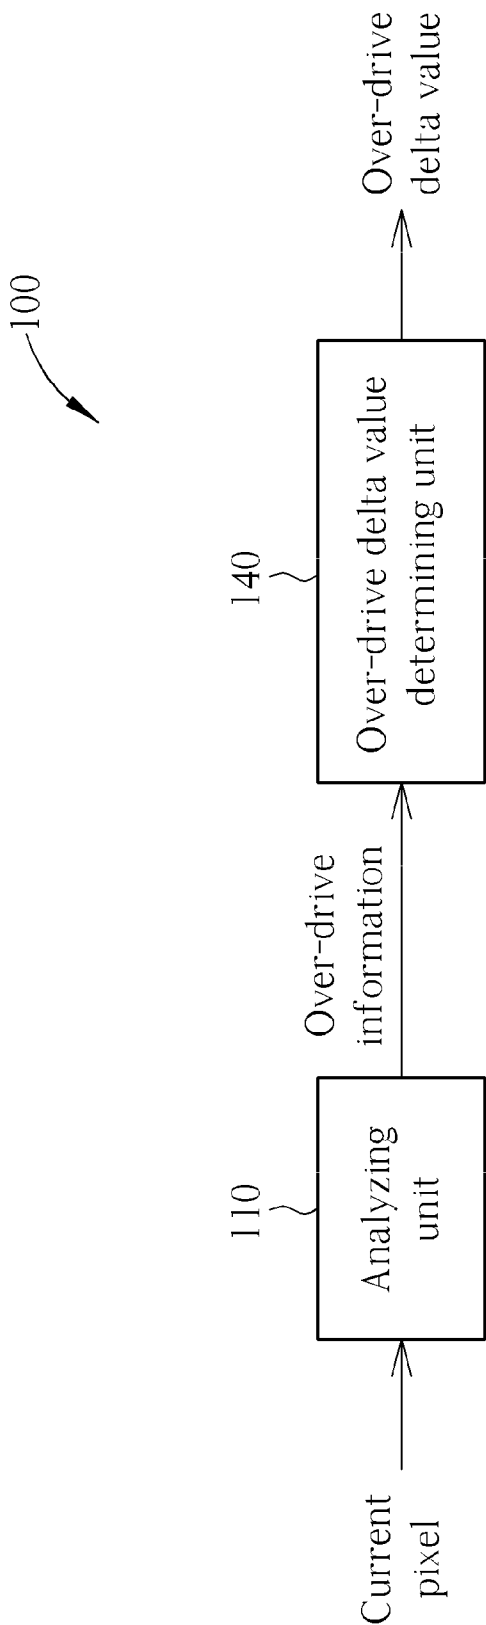 100
Current
pixel
110
Analyzing
unit
Over-drive
information
140
Over-drive delta value
determining unit
Over-drive
delta value